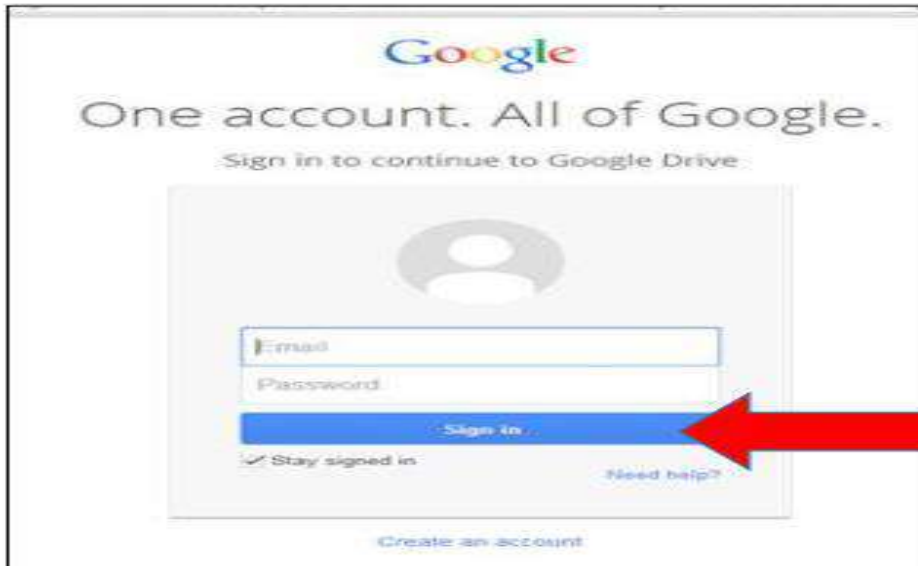 Google
One account. All of Google.
Sign in to continue to Google Drive
Email
Password
Sign in
Stay signed in
Need help?
Create an account